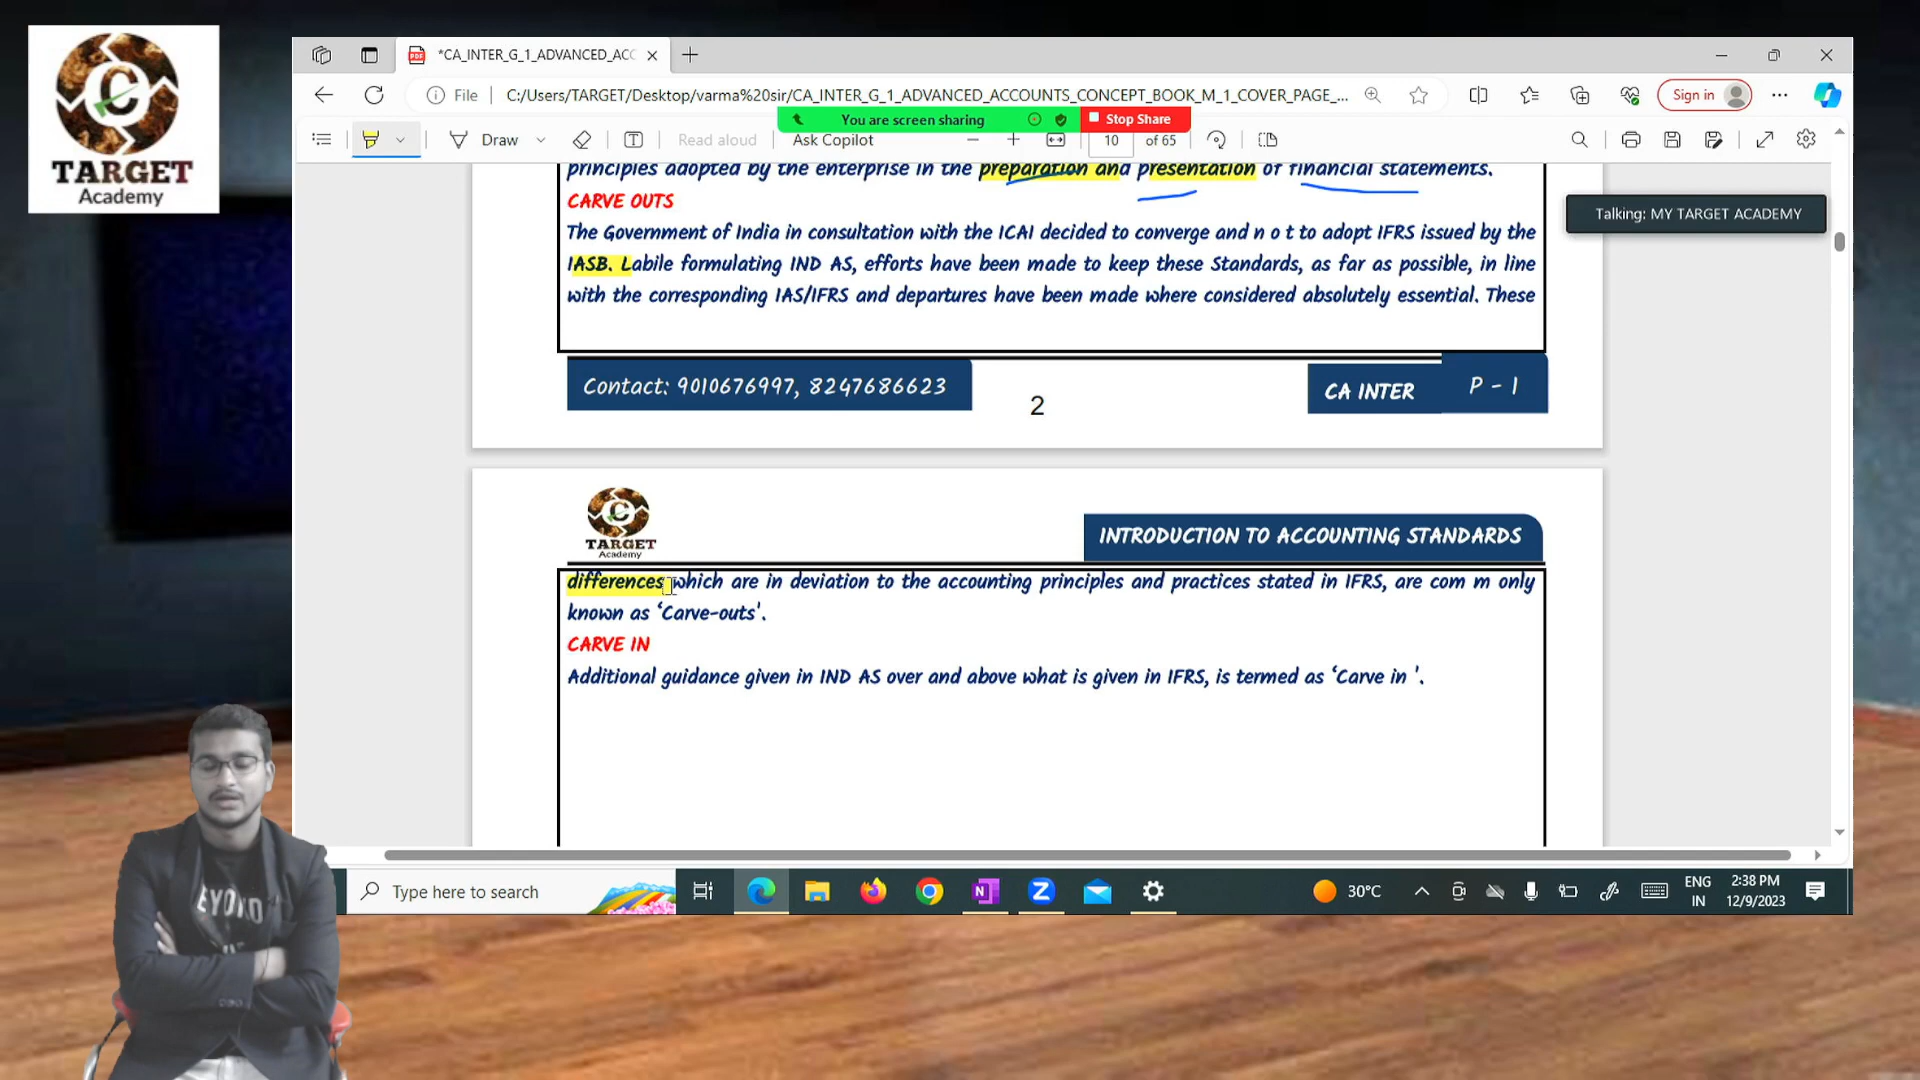 TARGET
Academy
*CA_INTER_G_1_ADVANCED_ACC
File
C:/Users/TARGET/Desktop/varma%20sir/CA_INTER_G_1_ADVANCED_ACCOUNTS_CONCEPT_BOOK_M_1_COVER_PAGE_...
Sign in
You are screen sharing
Stop Share
Draw
Read aloud
Ask Copilot
10
of 65
Talking: MY TARGET ACADEMY
principles adopted by the enterprise in the preparation and presentation of financial statements.
CARVE OUTS
The Government of India in consultation with the ICAI decided to converge and n o t to adopt IFRS issued by the
IASB. Labile formulating IND AS, efforts have been made to keep these Standards, as far as possible, in line
with the corresponding IAS/IFRS and departures have been made where considered absolutely essential. These
Contact: 9010676997, 8247686623
2
CA INTER
P - 1
TARGET
Academy
INTRODUCTION TO ACCOUNTING STANDARDS
differences which are in deviation to the accounting principles and practices stated in IFRS, are com m only
known as ‘Carve-outs'.
CARVE IN
Additional guidance given in IND AS over and above what is given in IFRS, is termed as ‘Carve in '.
Type here to search
30°C
ENG
IN
2:38 PM
12/9/2023